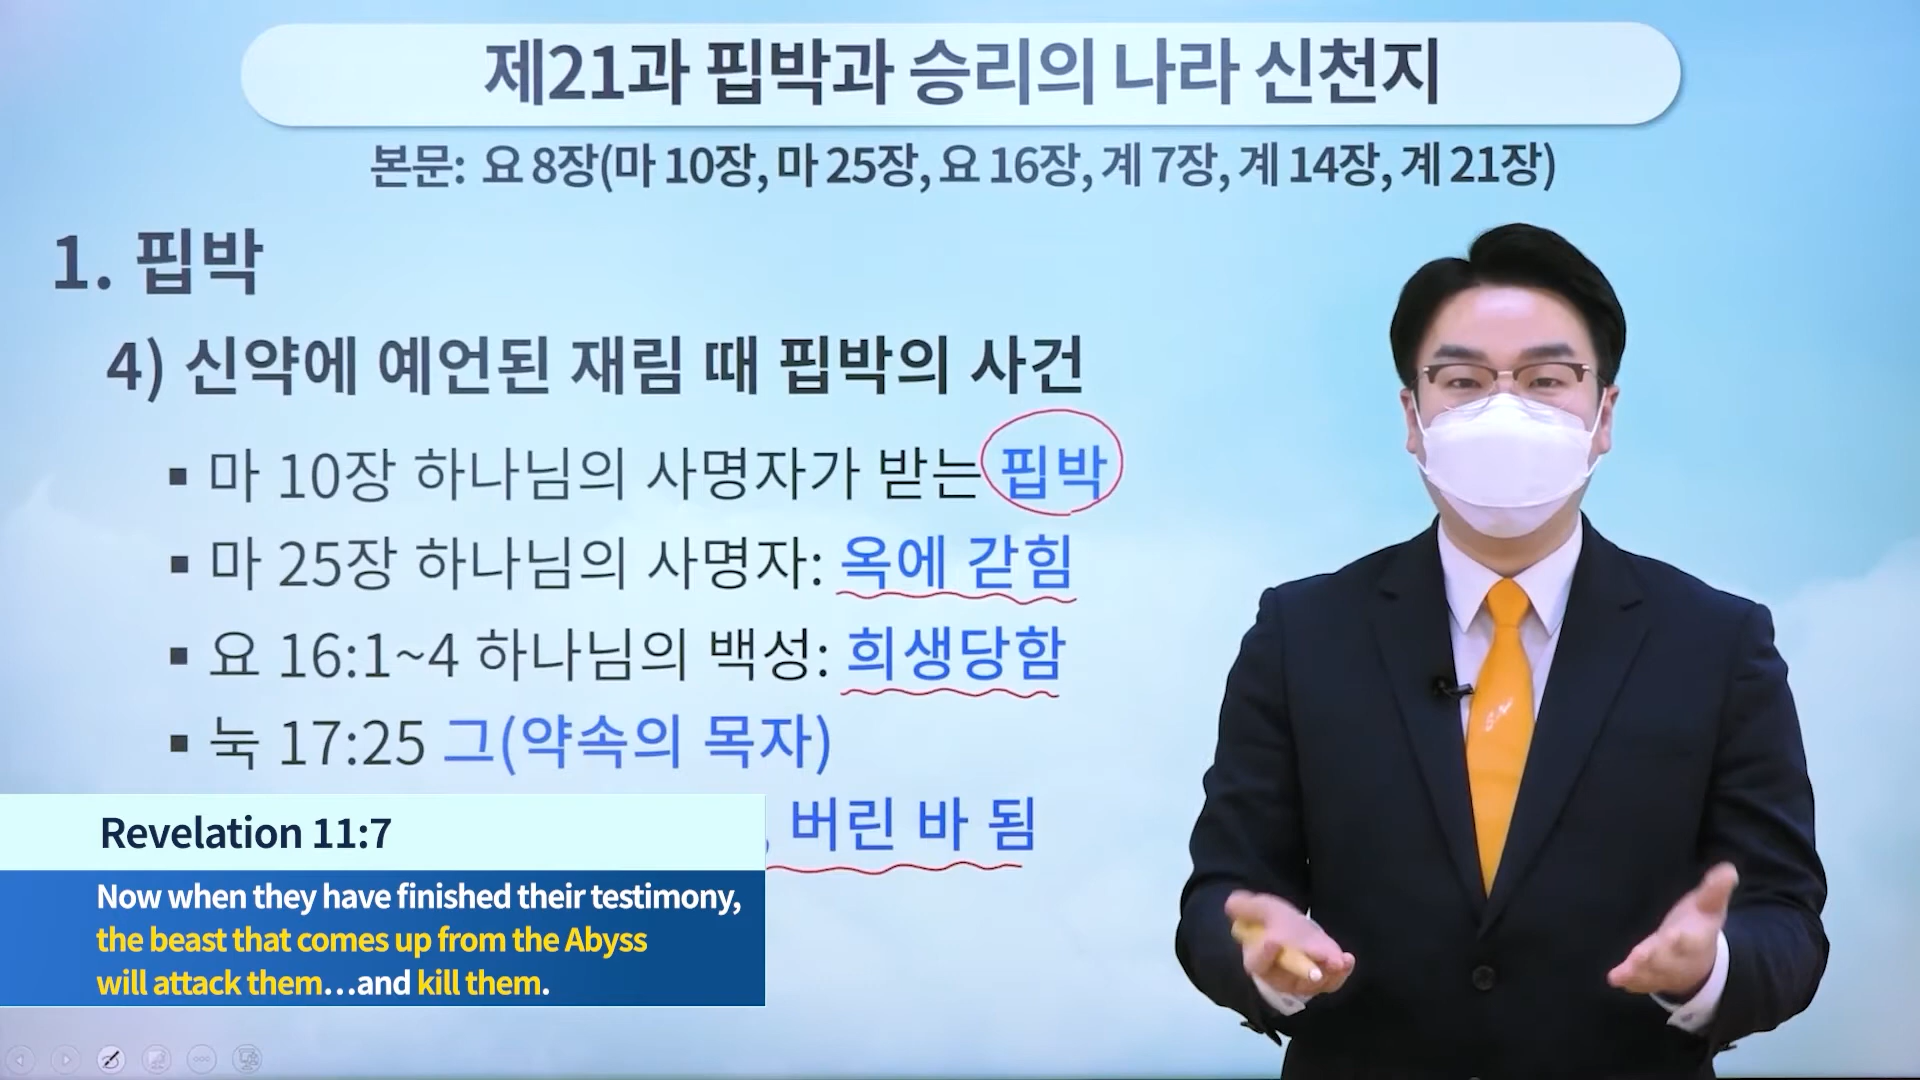 제21과 핍박과 승리의 나라 신천지
본문: 요 8장(마 10장, 마 25장, 요 16장, 계 7장, 계 14장, 계 21장)
1. 핍박
4) 신약에 예언된 재림 때 핍박의 사건
▪ 마 10장 하나님의 사명자가 받는 핍박
▪ 마 25장 하나님의 사명자: 옥에 갇힘
▪ 요 16:1~4 하나님의 백성: 희생당함
▪ 눅 17:25 그(약속의 목자)
, 버린 바 됨
Revelation 11:7
Now when they have finished their testimony,
the beast that comes up from the Abyss
will attack them...and kill them.